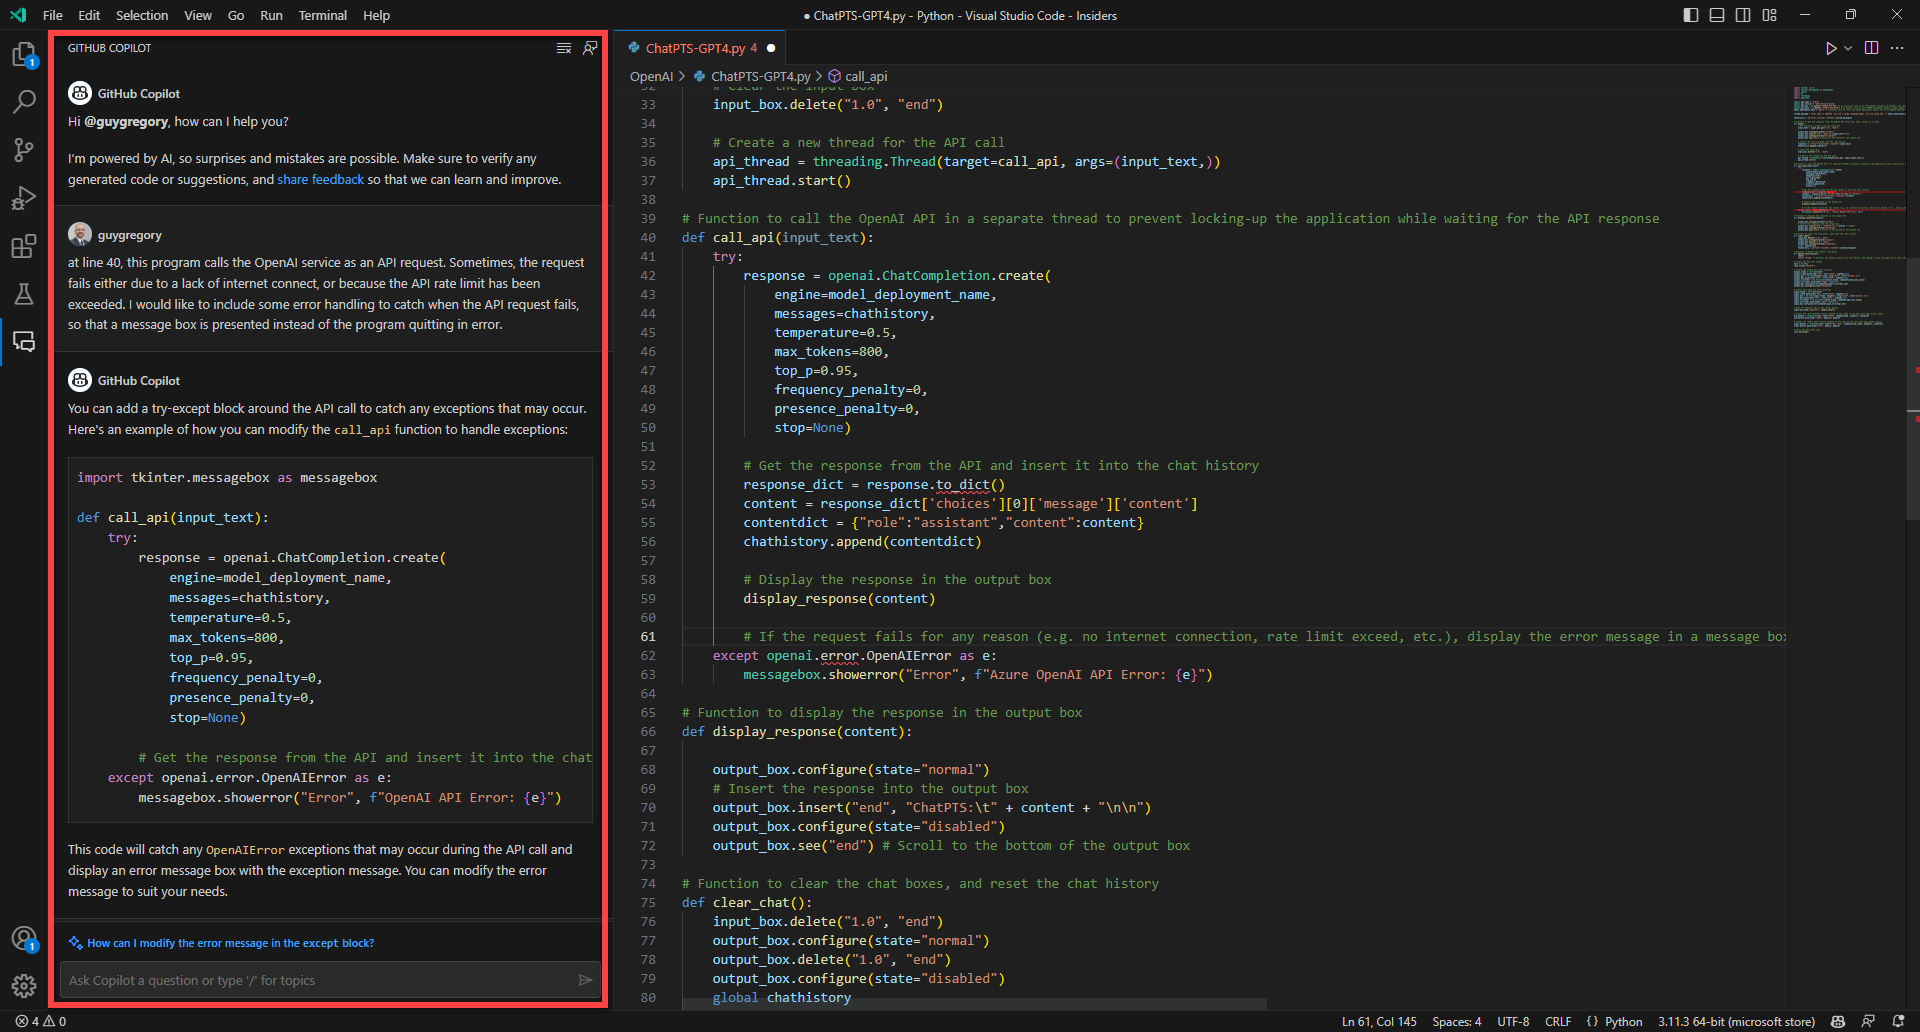 File Edit Selection View Go Run Terminal Help
● ChatPTS-GPT4.py - Python - Visual Studio Code - Insiders
GITHUB COPILOT
GitHub Copilot
Hi @guygregory, how can I help you?
I'm powered by AI, so surprises and mistakes are possible. Make sure to verify any
generated code or suggestions, and share feedback so that we can learn and improve.
guygregory
at line 40, this program calls the OpenAI service as an API request. Sometimes, the request
fails either due to a lack of internet connect, or because the API rate limit has been
exceeded. I would like to include some error handling to catch when the API request fails,
so that a message box is presented instead of the program quitting in error.
GitHub Copilot
You can add a try-except block around the API call to catch any exceptions that may occur.
Here's an example of how you can modify the call_api function to handle exceptions:
import tkinter.messagebox as messagebox
def call_api(input_text):
try:
response = openai.ChatCompletion.create(
engine=model_deployment_name,
messages=chathistory,
temperature=0.5,
max_tokens=800,
top_p=0.95,
frequency_penalty=0,
presence_penalty=0,
stop=None)
# Get the response from the API and insert it into the chat
except openai.error.OpenAIError as e:
messagebox.showerror("Error", f"OpenAI API Error: {e}")
This code will catch any OpenAIError exceptions that may occur during the API call and
display an error message box with the exception message. You can modify the error
message to suit your needs.
How can I modify the error message in the except block?
Ask Copilot a question or type '/' for topics
1
1
ChatPTS-GPT4.py 4 ●
OpenAI > ChatPTS-GPT4.py > call_api
32 # Clear the input box
33 input_box.delete("1.0", "end")
34
35 # Create a new thread for the API call
36 api_thread = threading.Thread(target=call_api, args=(input_text,))
37 api_thread.start()
38
39 # Function to call the OpenAI API in a separate thread to prevent locking-up the application while waiting for the API response
40 def call_api(input_text):
41 try:
42 response = openai.ChatCompletion.create(
43 engine=model_deployment_name,
44 messages=chathistory,
45 temperature=0.5,
46 max_tokens=800,
47 top_p=0.95,
48 frequency_penalty=0,
49 presence_penalty=0,
50 stop=None)
51
52 # Get the response from the API and insert it into the chat history
53 response_dict = response.to_dict()
54 content = response_dict['choices'][0]['message']['content']
55 contentdict = {"role":"assistant","content":content}
56 chathistory.append(contentdict)
57
58 # Display the response in the output box
59 display_response(content)
60
61 # If the request fails for any reason (e.g. no internet connection, rate limit exceed, etc.), display the error message in a message box
62 except openai.error.OpenAIError as e:
63 messagebox.showerror("Error", f"Azure OpenAI API Error: {e}")
64
65 # Function to display the response in the output box
66 def display_response(content):
67
68 output_box.configure(state="normal")
69 # Insert the response into the output box
70 output_box.insert("end", "ChatPTS:\t" + content + "\n\n")
71 output_box.configure(state="disabled")
72 output_box.see("end") # Scroll to the bottom of the output box
73
74 # Function to clear the chat boxes, and reset the chat history
75 def clear_chat():
76 input_box.delete("1.0", "end")
77 output_box.configure(state="normal")
78 output_box.delete("1.0", "end")
79 output_box.configure(state="disabled")
80 global chathistory
4 0
Ln 61, Col 145 Spaces: 4 UTF-8 CRLF {} Python 3.11.3 64-bit (microsoft store)